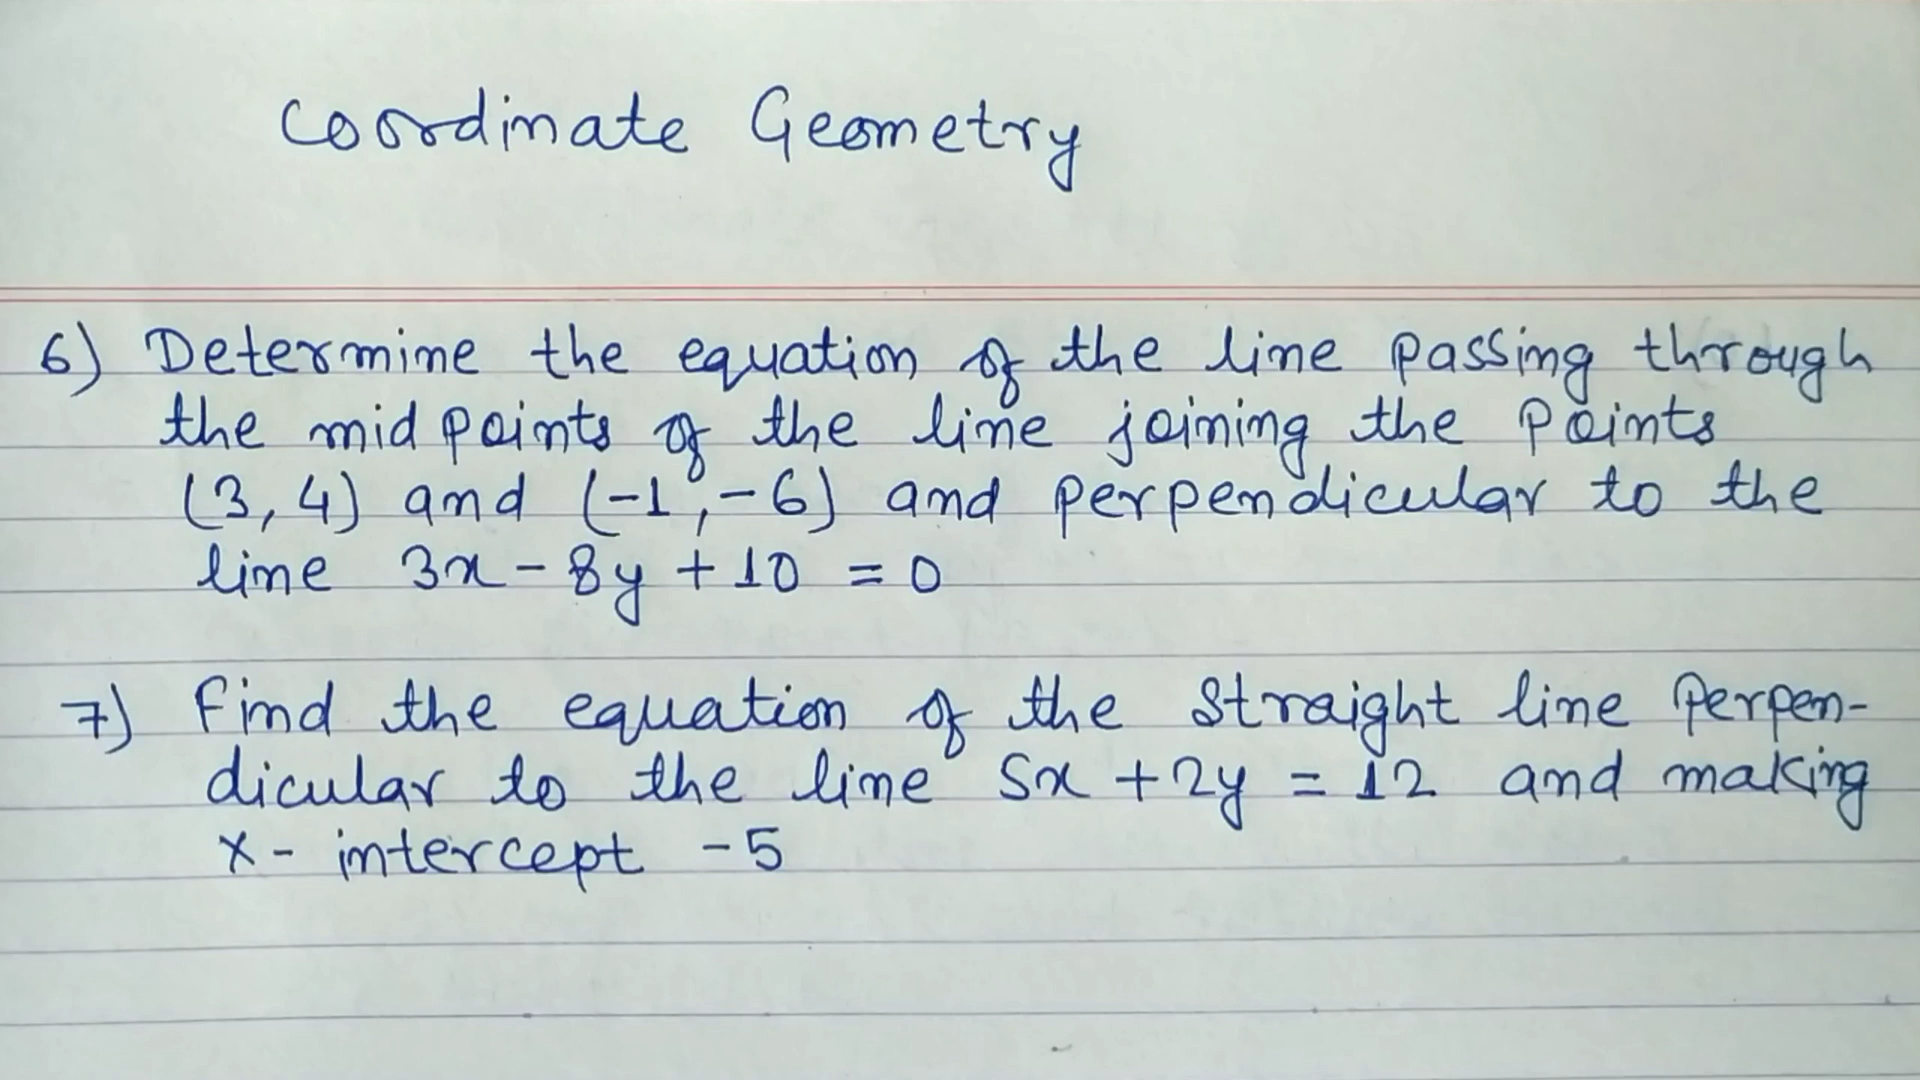 Coordinate Geometry
6) Determine the equation of the line passing through
the mid points of the line joining the points
(3, 4) and (-1, -6) and perpendicular to the
line 3x - 8y + 10 = 0
7) Find the equation of the straight line perpen-
dicular to the line 5x + 2y = 12 and making
x- intercept -5